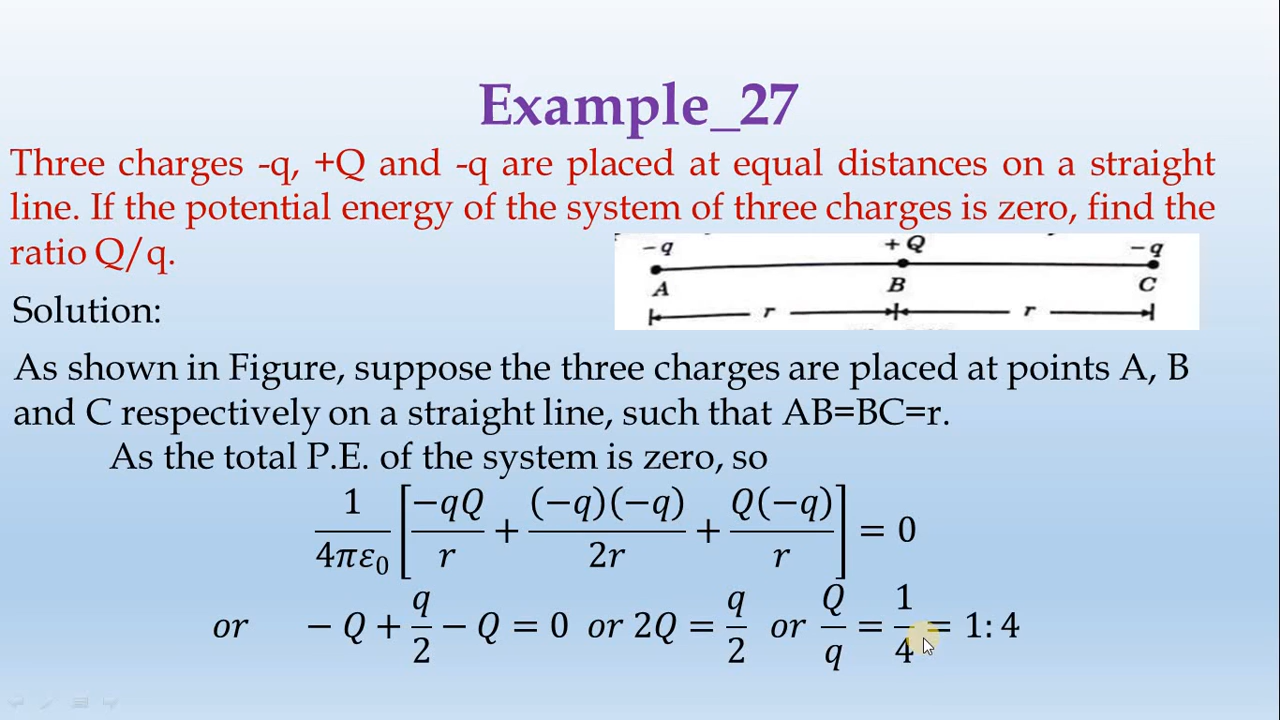 Example_27
Three charges -q, +Q and -q are placed at equal distances on a straight
line. If the potential energy of the system of three charges is zero, find the
ratio Q/q.
−q +Q −q
A B C
r r
Solution:
As shown in Figure, suppose the three charges are placed at points A, B
and C respectively on a straight line, such that AB=BC=r.
As the total P.E. of the system is zero, so
1/4πε₀ [−qQ/r + (−q)(−q)/2r + Q(−q)/r] = 0
or −Q + q/2 − Q = 0 or 2Q = q/2 or Q/q = 1/4 = 1:4